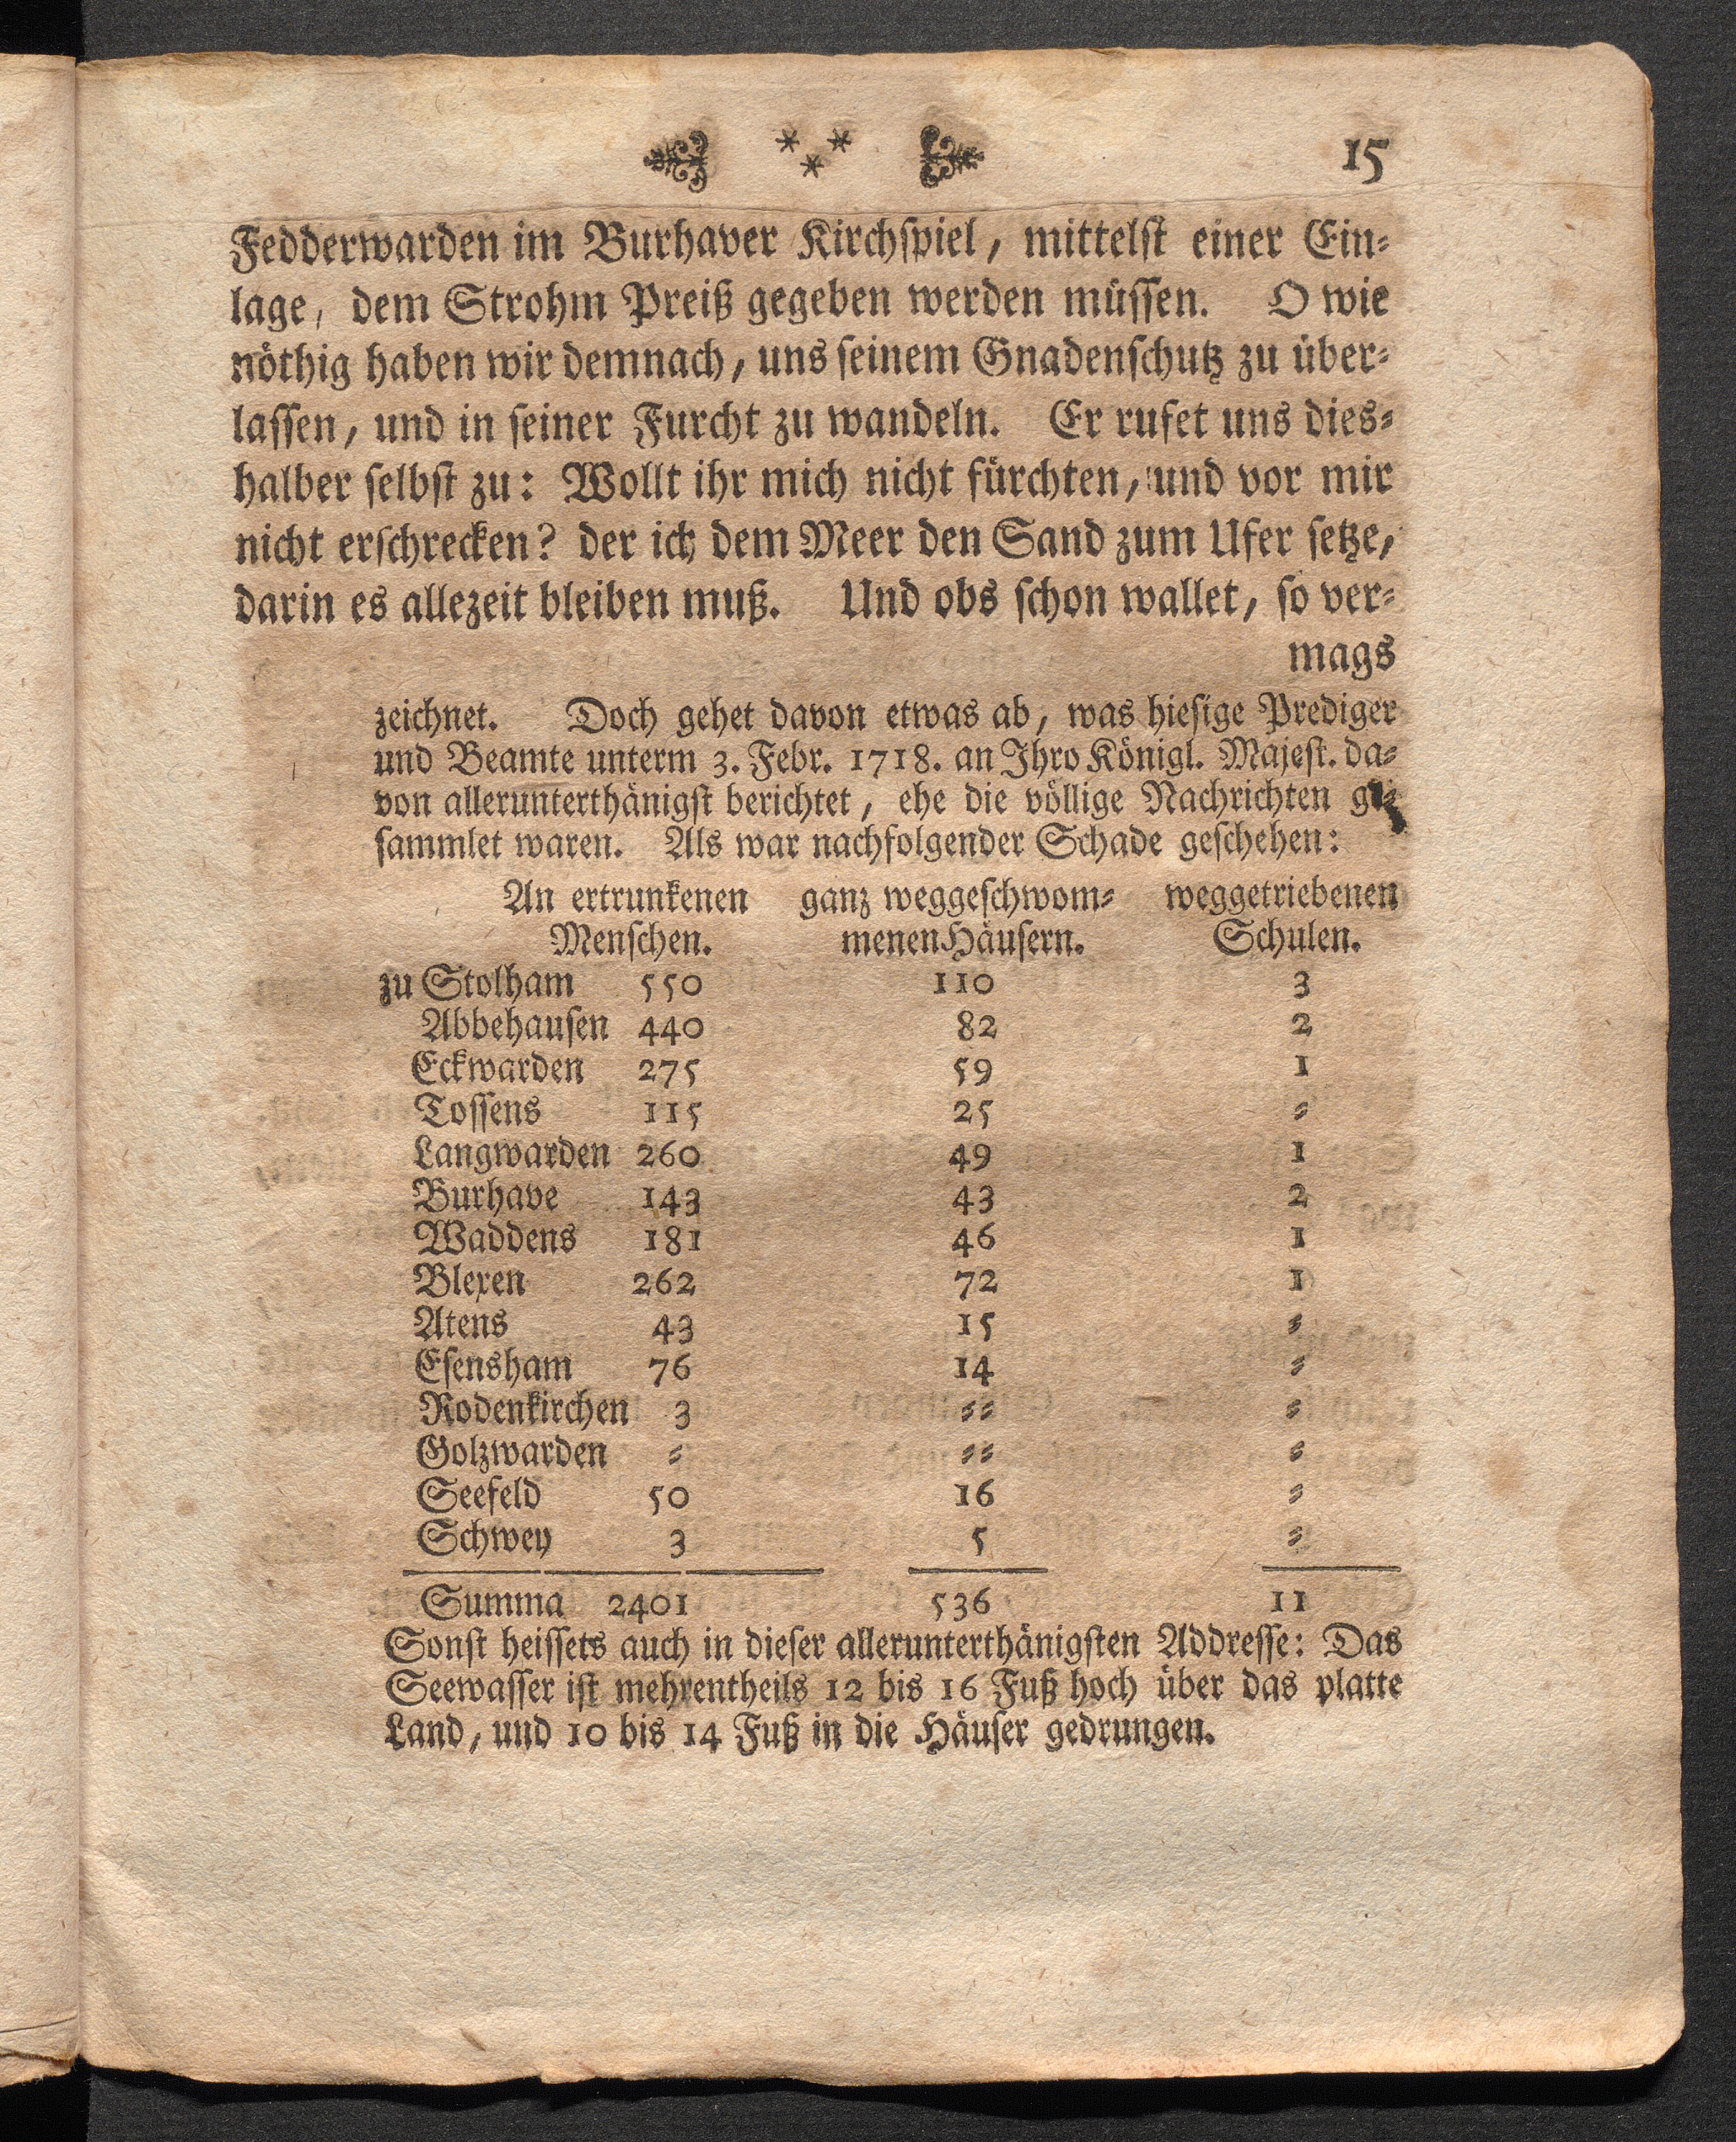 15
Fedderwarden im Burhaver Kirchspiel, mittelst einer Ein-
lage, dem Strohm Preiß gegeben werden müssen. O wie
nöthig haben wir demnach, uns seinem Gnadenschutz zu über-
lassen, und in seiner Furcht zu wandeln. Er rufet uns dies-
halber selbst zu: Wollt ihr mich nicht fürchten, und vor mir
nicht erschrecken? der ich dem Meer den Sand zum Ufer setze,
darin es allezeit bleiben muß. Und obs schon wallet, so ver-
mags
zeichnet. Doch gehet davon etwas ab, was hiesige Prediger
und Beamte unterm 3. Febr. 1718. an Ihro Königl. Majest. da-
von allerunterthänigst berichtet, ehe die völlige Nachrichten ge-
sammlet waren. Als war nachfolgender Schade geschehen:
An ertrunkenen ganz weggeschwom- weggetriebenen
Menschen. menen Häusern. Schulen.
zu Stolham 550 110 3
Abbehausen 440 82 2
Eckwarden 275 59 1
Tossens 115 25 -
Langwarden 260 49 1
Burhave 143 43 2
Waddens 181 46 1
Blexen 262 72 1
Atens 43 15 -
Esensham 76 14 -
Rodenkirchen 3 -- -
Golzwarden - -- -
Seefeld 50 16 -
Schwey 3 5 -
Summa 2401 536 11
Sonst heissets auch in dieser allerunterthänigsten Addresse: Das
Seewasser ist mehrentheils 12 bis 16 Fuß hoch über das platte
Land, und 10 bis 14 Fuß in die Häuser gedrungen.